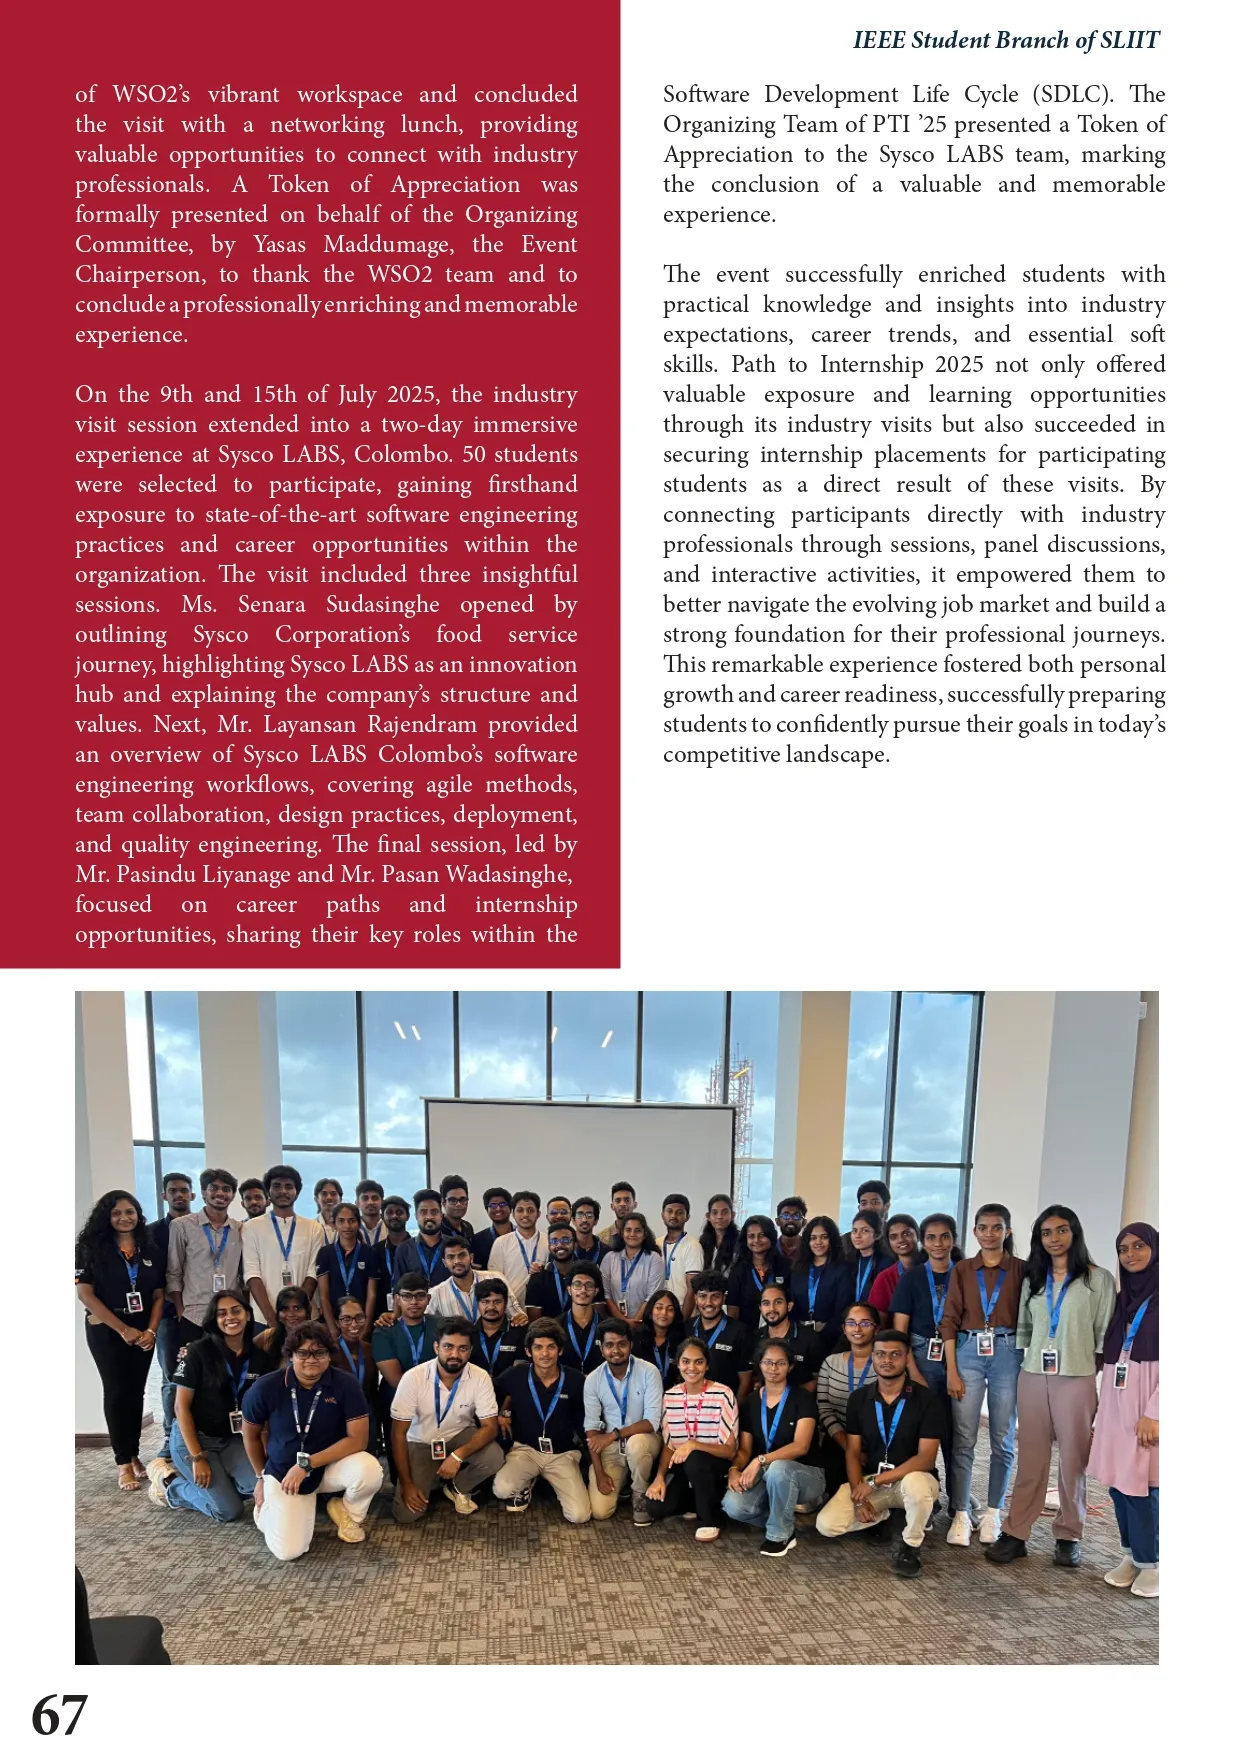 IEEE Student Branch of SLIIT
of WSO2’s vibrant workspace and concluded
the visit with a networking lunch, providing
valuable opportunities to connect with industry
professionals. A Token of Appreciation was
formally presented on behalf of the Organizing
Committee, by Yasas Maddumage, the Event
Chairperson, to thank the WSO2 team and to
conclude a professionally enriching and memorable
experience.
On the 9th and 15th of July 2025, the industry
visit session extended into a two-day immersive
experience at Sysco LABS, Colombo. 50 students
were selected to participate, gaining firsthand
exposure to state-of-the-art software engineering
practices and career opportunities within the
organization. The visit included three insightful
sessions. Ms. Senara Sudasinghe opened by
outlining Sysco Corporation’s food service
journey, highlighting Sysco LABS as an innovation
hub and explaining the company’s structure and
values. Next, Mr. Layansan Rajendram provided
an overview of Sysco LABS Colombo’s software
engineering workflows, covering agile methods,
team collaboration, design practices, deployment,
and quality engineering. The final session, led by
Mr. Pasindu Liyanage and Mr. Pasan Wadasinghe,
focused on career paths and internship
opportunities, sharing their key roles within the
Software Development Life Cycle (SDLC). The
Organizing Team of PTI ’25 presented a Token of
Appreciation to the Sysco LABS team, marking
the conclusion of a valuable and memorable
experience.
The event successfully enriched students with
practical knowledge and insights into industry
expectations, career trends, and essential soft
skills. Path to Internship 2025 not only offered
valuable exposure and learning opportunities
through its industry visits but also succeeded in
securing internship placements for participating
students as a direct result of these visits. By
connecting participants directly with industry
professionals through sessions, panel discussions,
and interactive activities, it empowered them to
better navigate the evolving job market and build a
strong foundation for their professional journeys.
This remarkable experience fostered both personal
growth and career readiness, successfully preparing
students to confidently pursue their goals in today’s
competitive landscape.
67